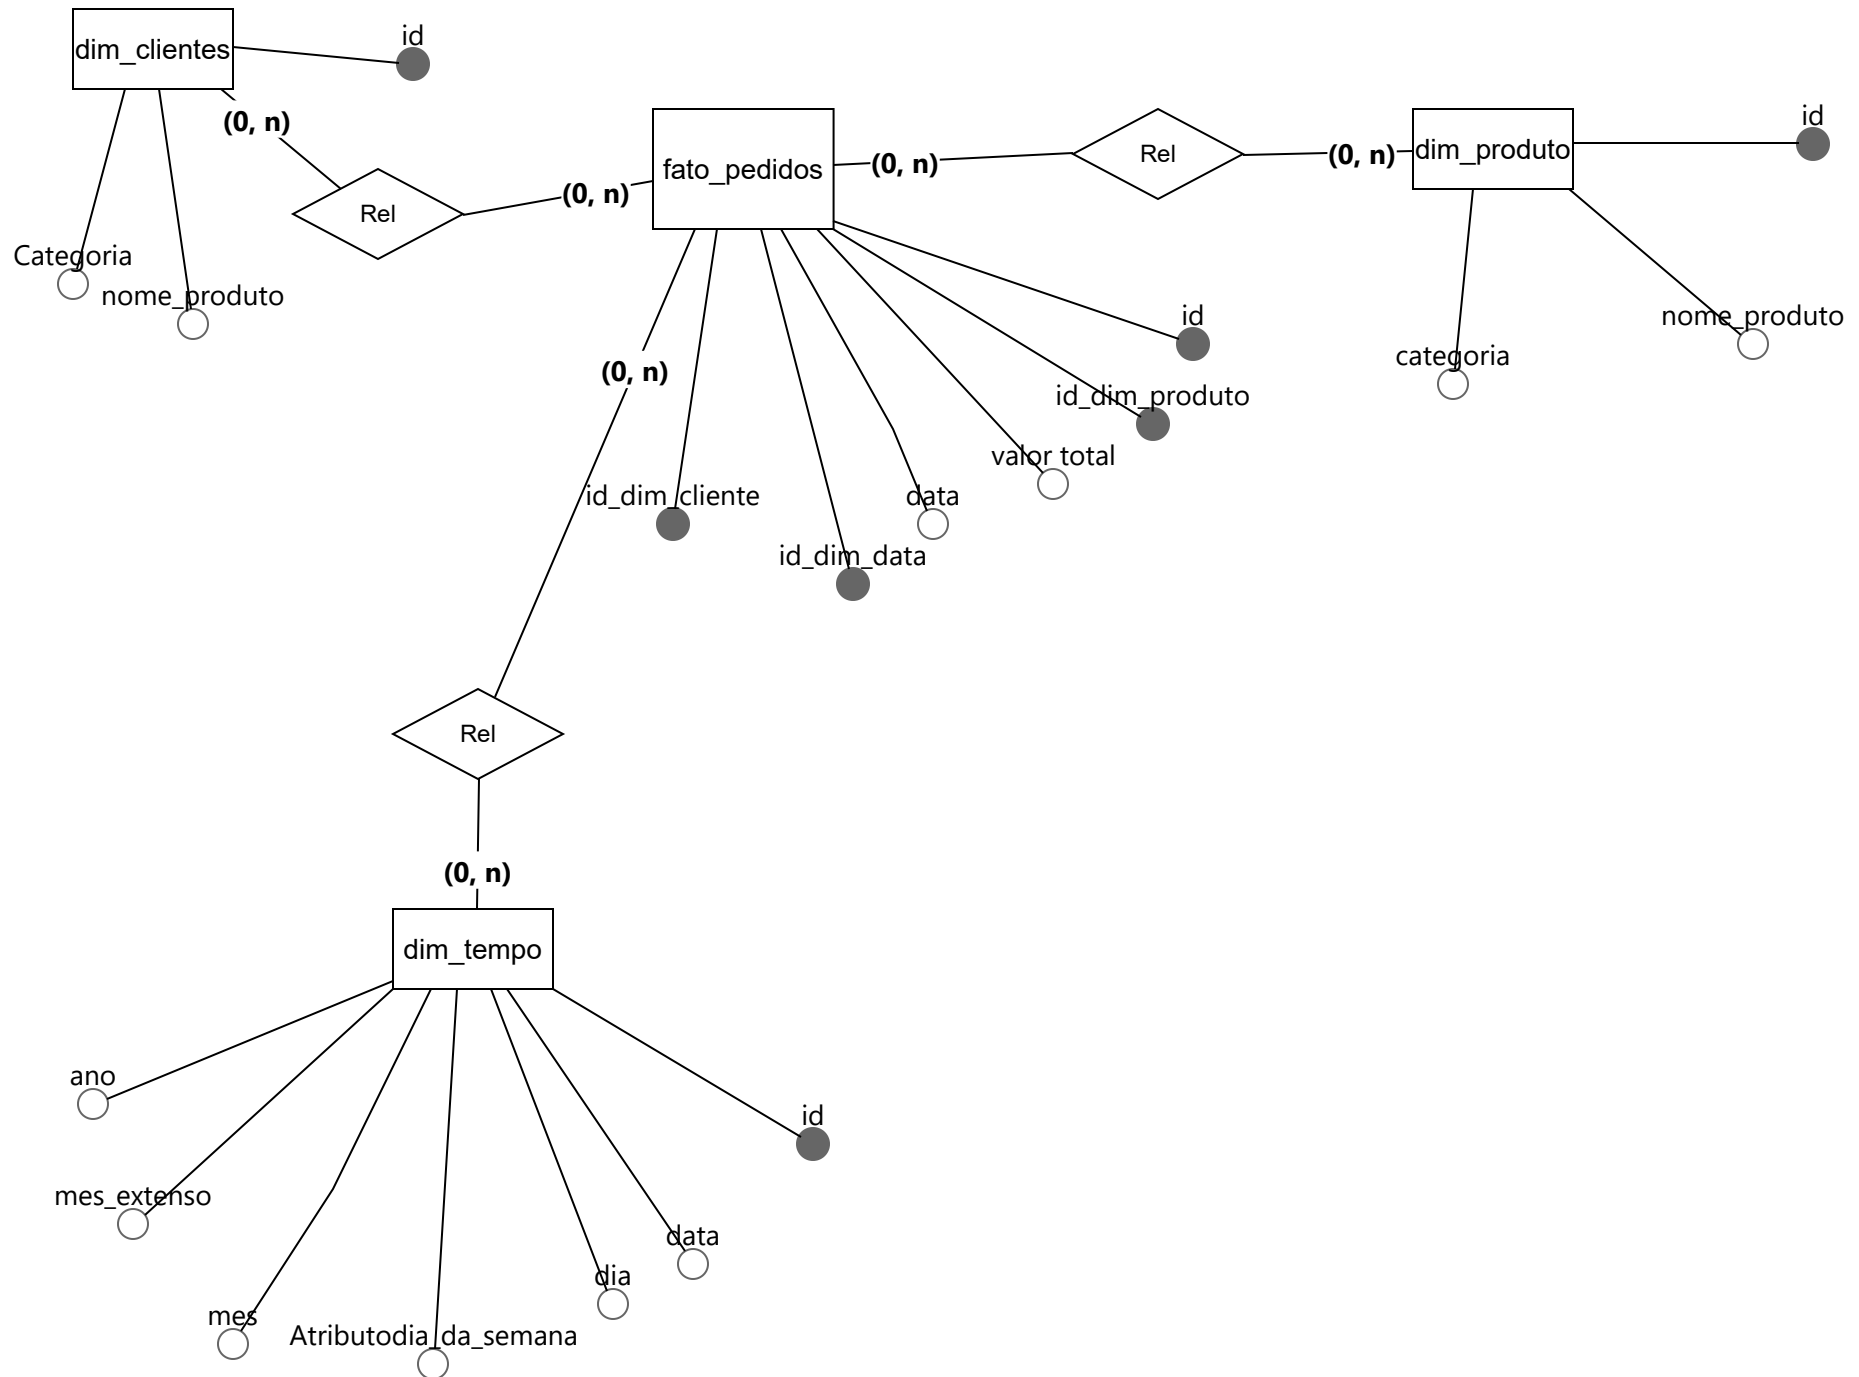 id
dim_clientes
id
(0, n)
fato_pedidos
(0, n)
Rel
(0, n)
dim_produto
(0, n)
Rel
Categoria
nome_produto
id
nome_produto
categoria
(0, n)
id_dim_produto
valor total
id_dim_cliente
data
id_dim_data
Rel
(0, n)
dim_tempo
ano
id
mes_extenso
data
dia
mes
Atributodia_da_semana